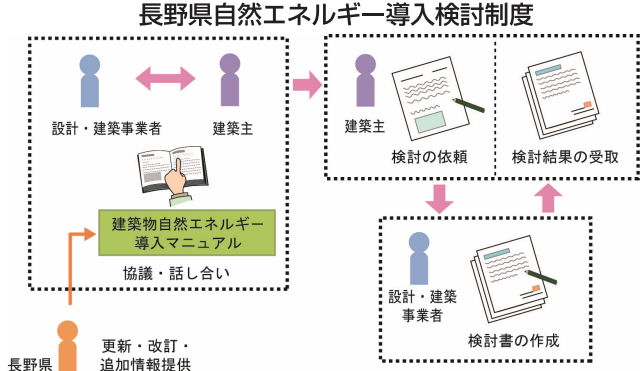 長野県自然エネルギー導入検討制度
設計・建築事業者
建築主
建築物自然エネルギー
導入マニュアル
協議・話し合い
長野県
更新・改訂・
追加情報提供
建築主
検討の依頼
検討結果の受取
設計・建築
事業者
検討書の作成